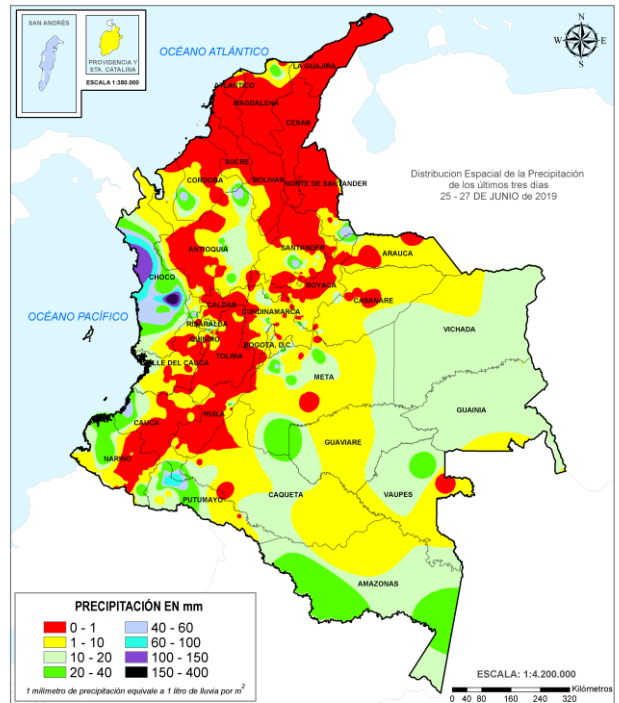 SAN ANDRÉS
PROVIDENCIA Y
STA. CATALINA
ESCALA 1:350.000
OCÉANO ATLÁNTICO
N
W
E
S
LA GUAJIRA
ATLÁNTICO
MAGDALENA
CESAR
Distribucion Espacial de la Precipitación
de los últimos tres días
25 - 27 DE JUNIO de 2019
SUCRE
CORDOBA
BOLIVAR
NORTE DE SANTANDER
ANTIOQUIA
SANTANDER
ARAUCA
CHOCO
BOYACA
CASANARE
CALDAS
CUNDINAMARCA
OCÉANO PACÍFICO
RISARALDA
VICHADA
QUINDIO
BOGOTA, D.C.
TOLIMA
VALLE DEL CAUCA
META
GUAINIA
HUILA
CAUCA
GUAVIARE
NARIÑO
CAQUETA
VAUPES
PUTUMAYO
AMAZONAS
PRECIPITACIÓN EN mm
0 - 1
40 - 60
1 - 10
60 - 100
10 - 20
100 - 150
20 - 40
150 - 400
1 milímetro de precipitación equivale a 1 litro de lluvia por m²
ESCALA: 1:4.200.000
Kilómetros
0 40 80 160 240 320